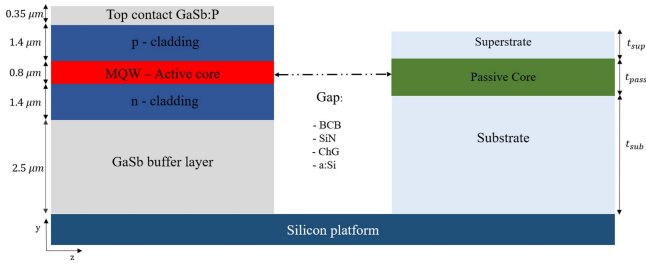 0.35 μm
Top contact GaSb:P
1.4 μm
p - cladding
Superstrate
t_sup
0.8 μm
MQW – Active core
Passive Core
t_pass
1.4 μm
n - cladding
Gap:
- BCB
- SiN
- ChG
- a:Si
2.5 μm
GaSb buffer layer
Substrate
t_sub
y
z
Silicon platform